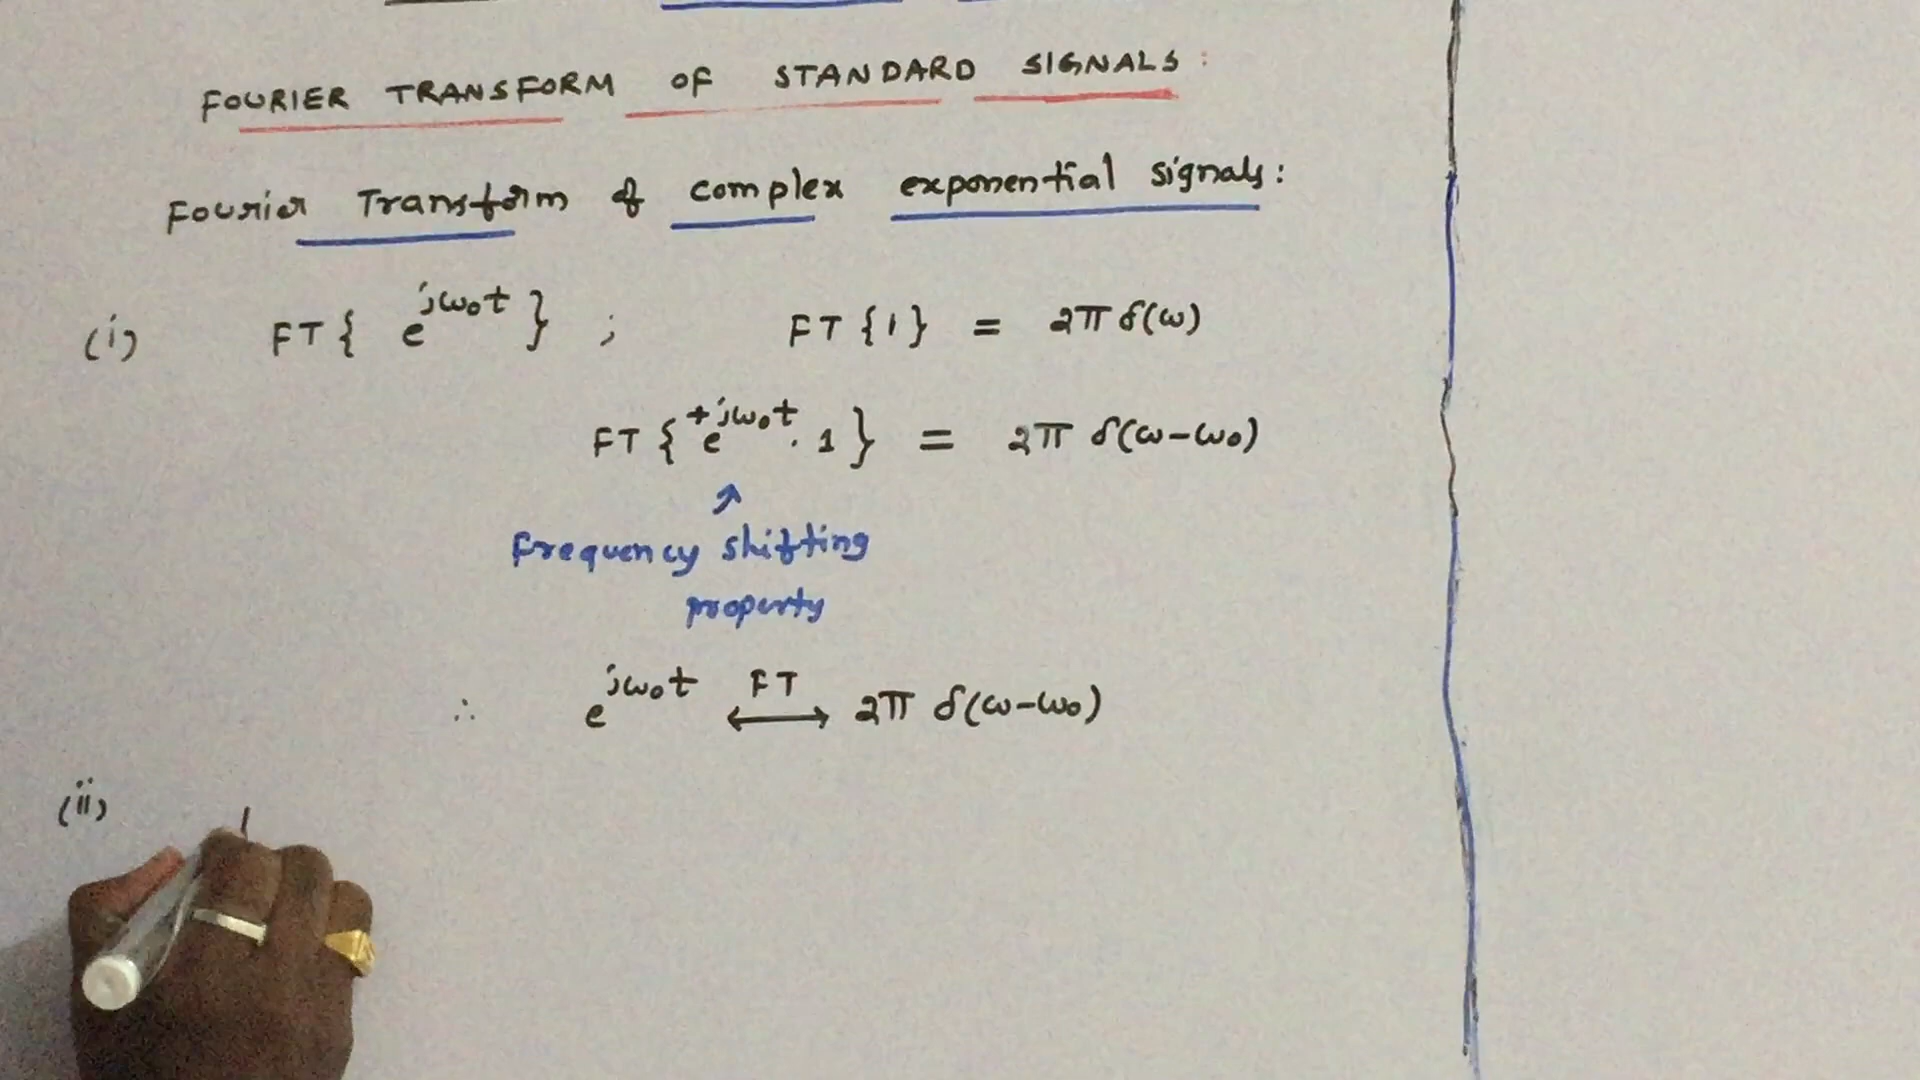 FOURIER TRANSFORM OF STANDARD SIGNALS:
Fourier Transform of complex exponential signals:
(i) FT{ e^{jω₀t} } ; FT{1} = 2π δ(ω)
FT{ e^{+jω₀t} . 1 } = 2π δ(ω-ω₀)
Frequency shifting
property
∴ e^{jω₀t} FT ⟷ 2π δ(ω-ω₀)
(ii)